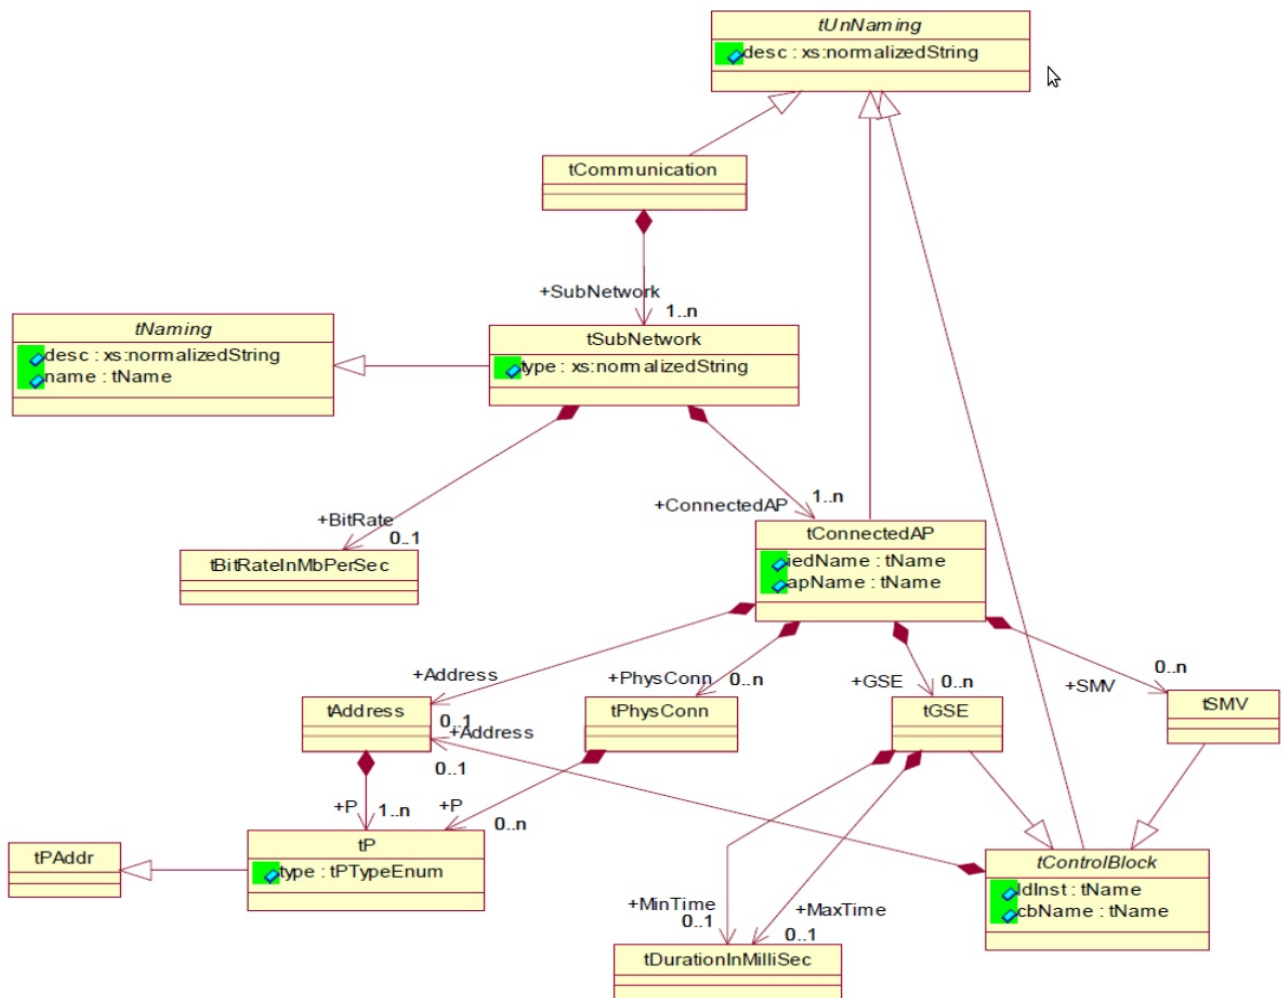 tUnNaming
desc : xs:normalizedString
tCommunication
+SubNetwork
1..n
tNaming
desc : xs:normalizedString
name : tName
tSubNetwork
type : xs:normalizedString
+BitRate
0..1
+ConnectedAP
1..n
tBitRateInMbPerSec
tConnectedAP
iedName : tName
apName : tName
+Address
0..1
+PhysConn
0..n
+GSE
0..n
+SMV
0..n
tAddress
tPhysConn
tGSE
tSMV
+Address
0..1
+P
1..n
+P
0..n
tPAddr
tP
type : tPTypeEnum
tControlBlock
ldInst : tName
cbName : tName
+MinTime
0..1
+MaxTime
0..1
tDurationInMilliSec